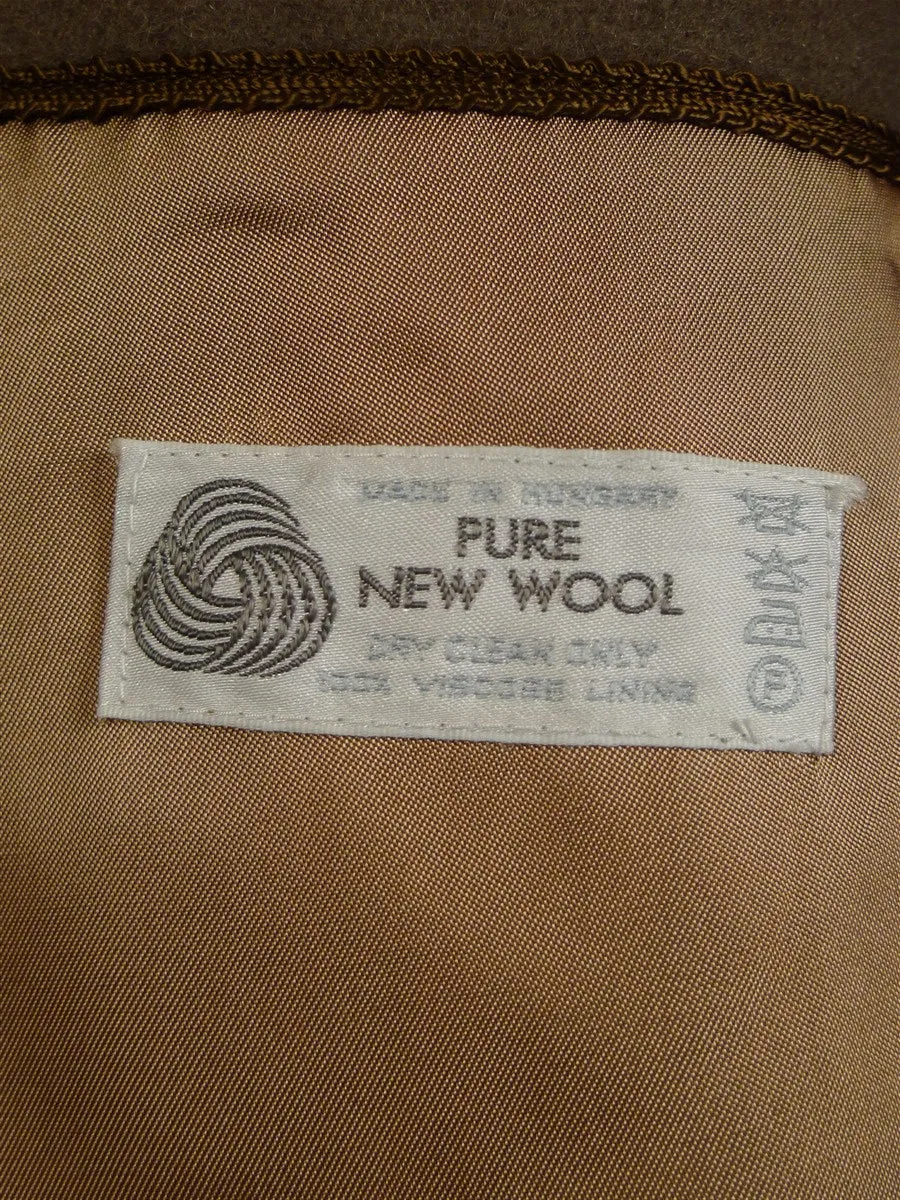 MADE IN HUNGARY
PURE
NEW WOOL
DRY CLEAN ONLY
100% VISCOSE LINING
P